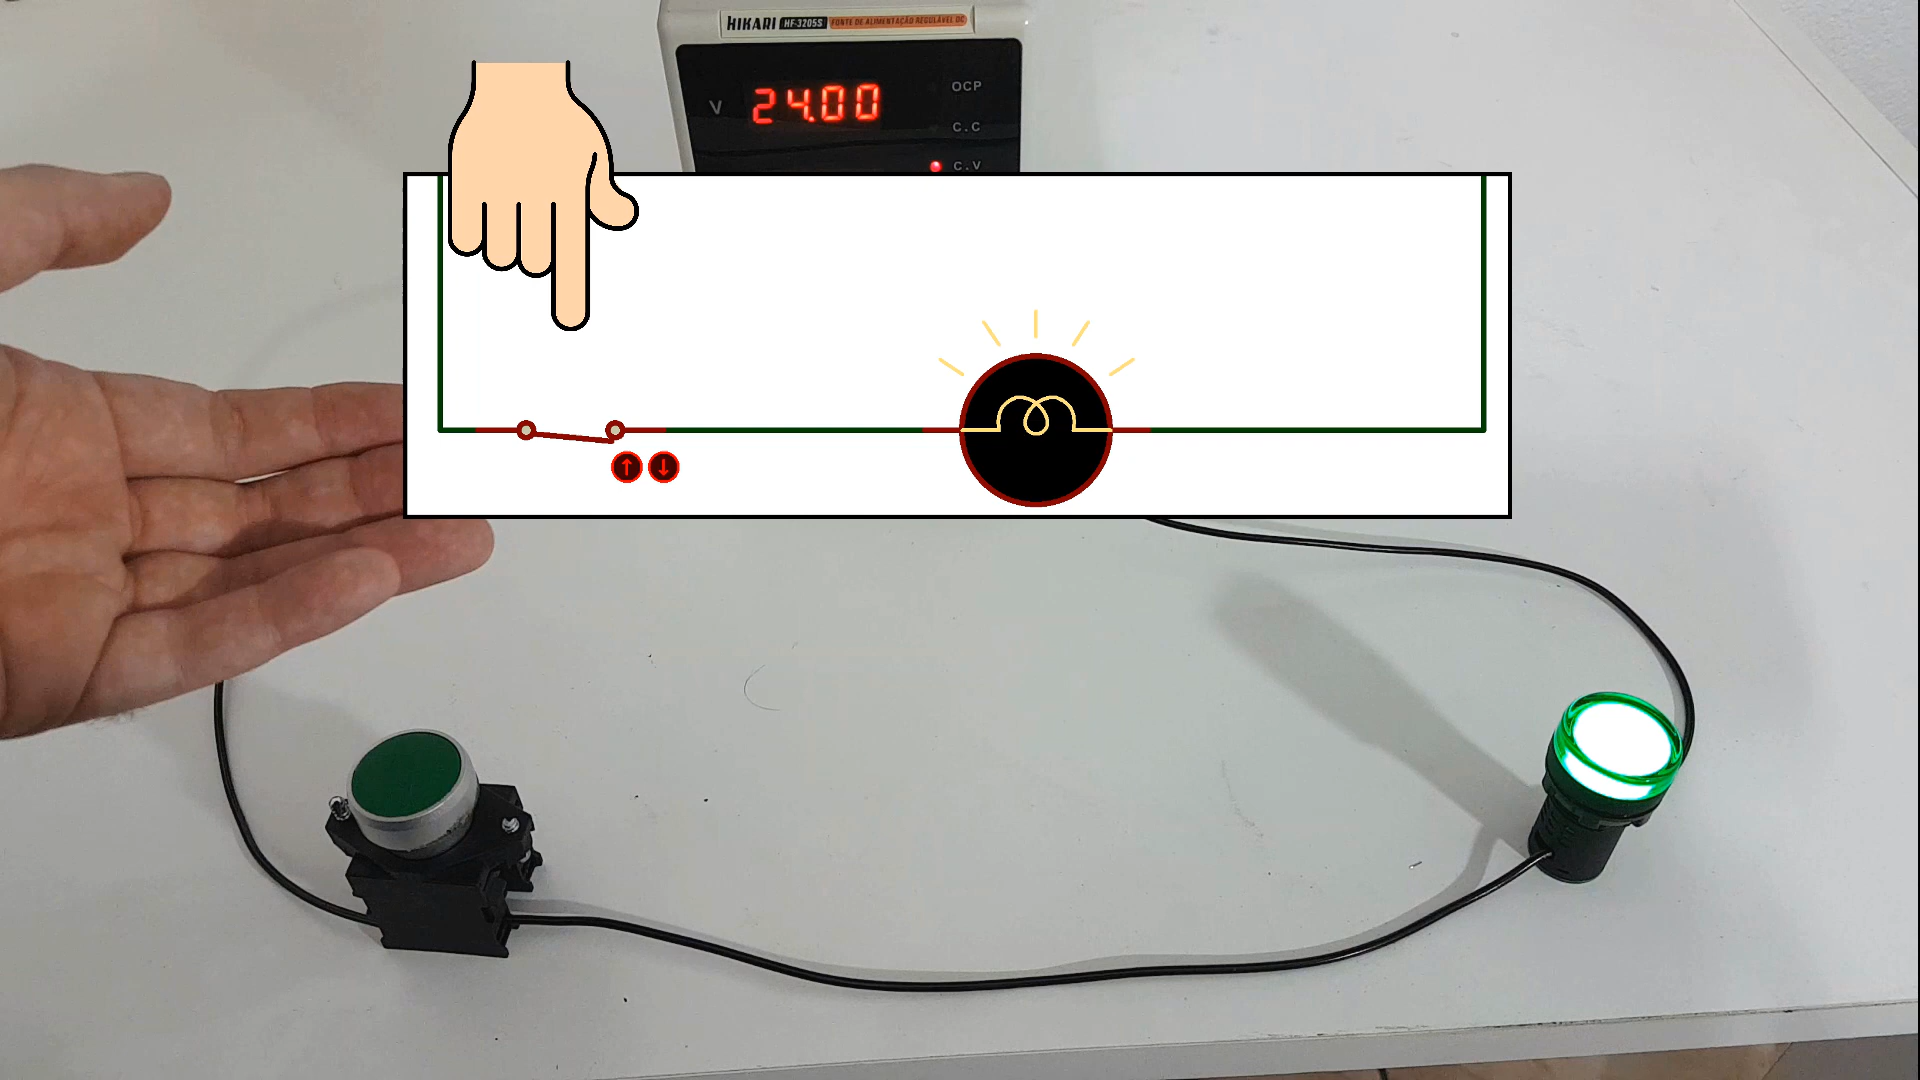 HIKARI HF-3205S FONTE DE ALIMENTAÇÃO REGULÁVEL DC
V 24.00
OCP
C.C
C.V